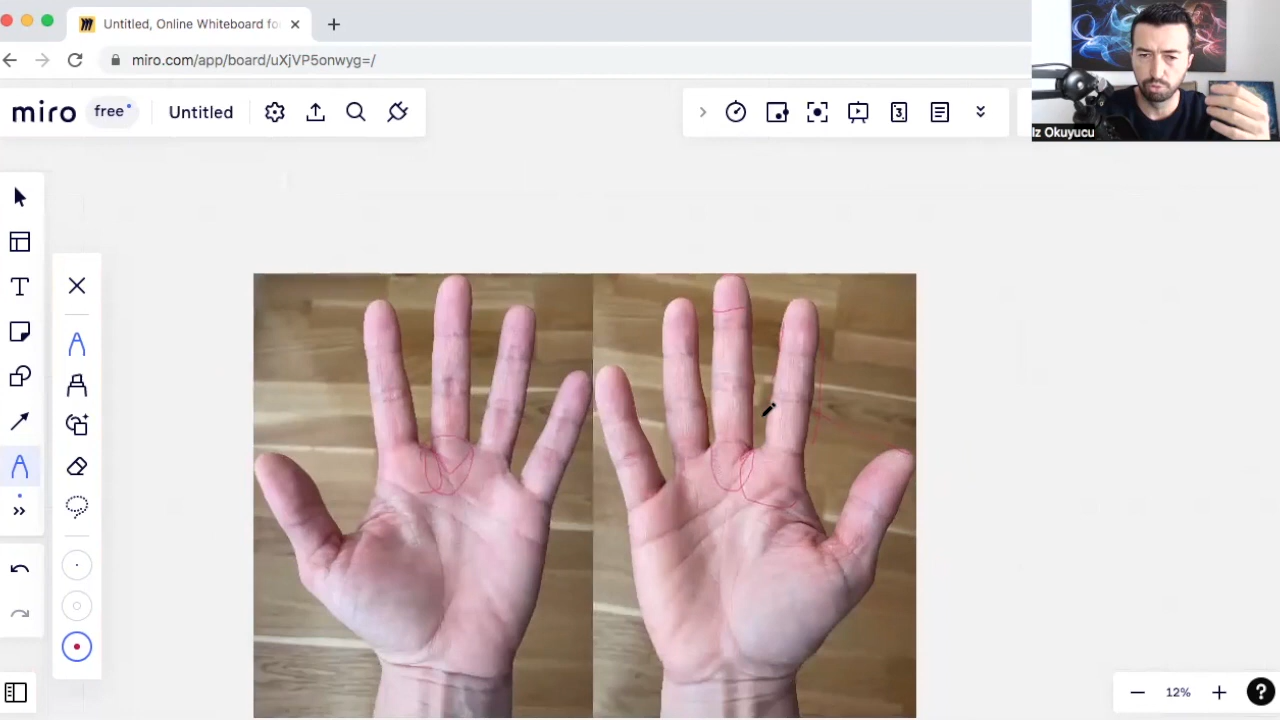 Untitled, Online Whiteboard fo
miro.com/app/board/uXjVP5onwyg=/
miro
free
Untitled
3
lz Okuyucu
12%
?